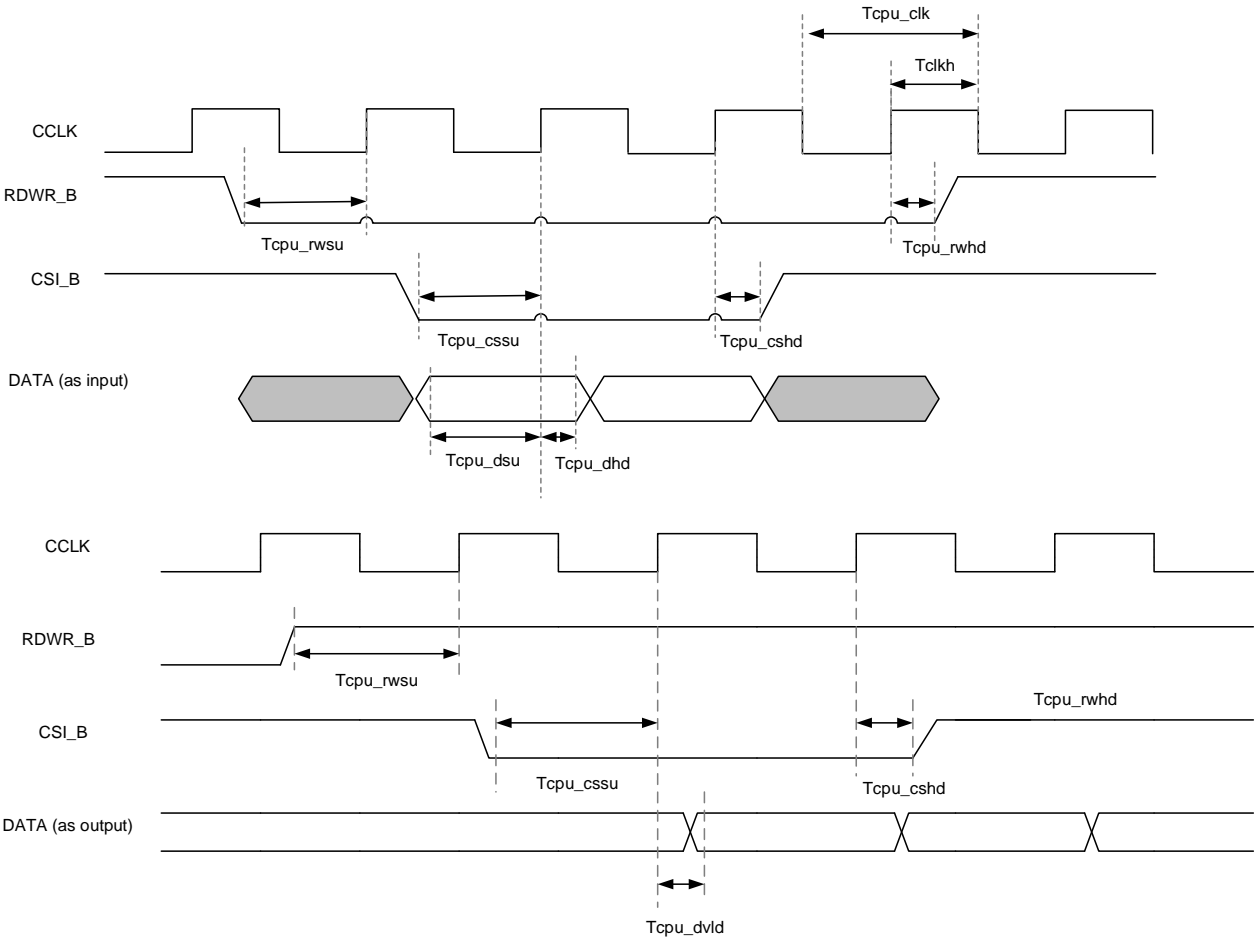 Tcpu_clk
Tclkh
CCLK
RDWR_B
Tcpu_rwsu
Tcpu_rwhd
CSI_B
Tcpu_cssu
Tcpu_cshd
DATA (as input)
Tcpu_dsu
Tcpu_dhd
CCLK
RDWR_B
Tcpu_rwsu
Tcpu_rwhd
CSI_B
Tcpu_cssu
Tcpu_cshd
DATA (as output)
Tcpu_dvld